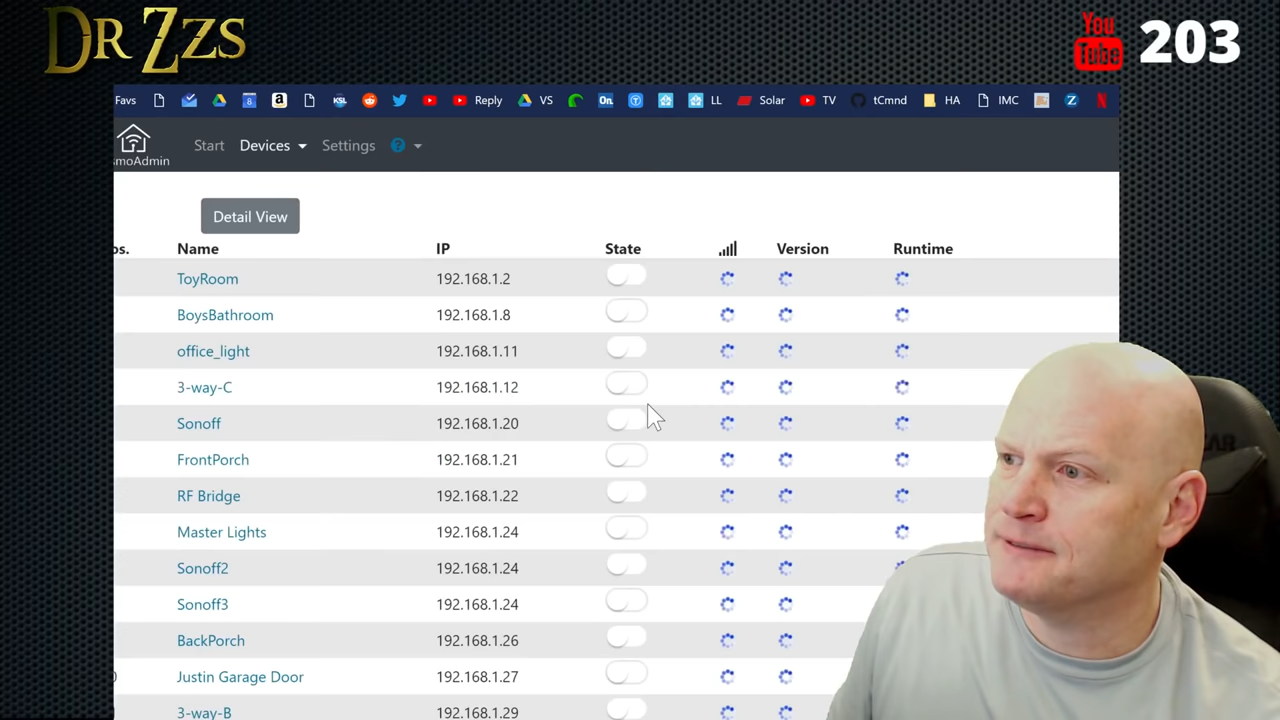 DR ZZS
You
Tube
203
Favs KSL Reply VS On. LL Solar TV tCmnd HA IMC Z N
smoAdmin Start Devices Settings ?
Detail View
os. Name IP State Version Runtime
ToyRoom 192.168.1.2
BoysBathroom 192.168.1.8
office_light 192.168.1.11
3-way-C 192.168.1.12
Sonoff 192.168.1.20
FrontPorch 192.168.1.21
RF Bridge 192.168.1.22
Master Lights 192.168.1.24
Sonoff2 192.168.1.24
Sonoff3 192.168.1.24
BackPorch 192.168.1.26
Justin Garage Door 192.168.1.27
3-way-B 192.168.1.29